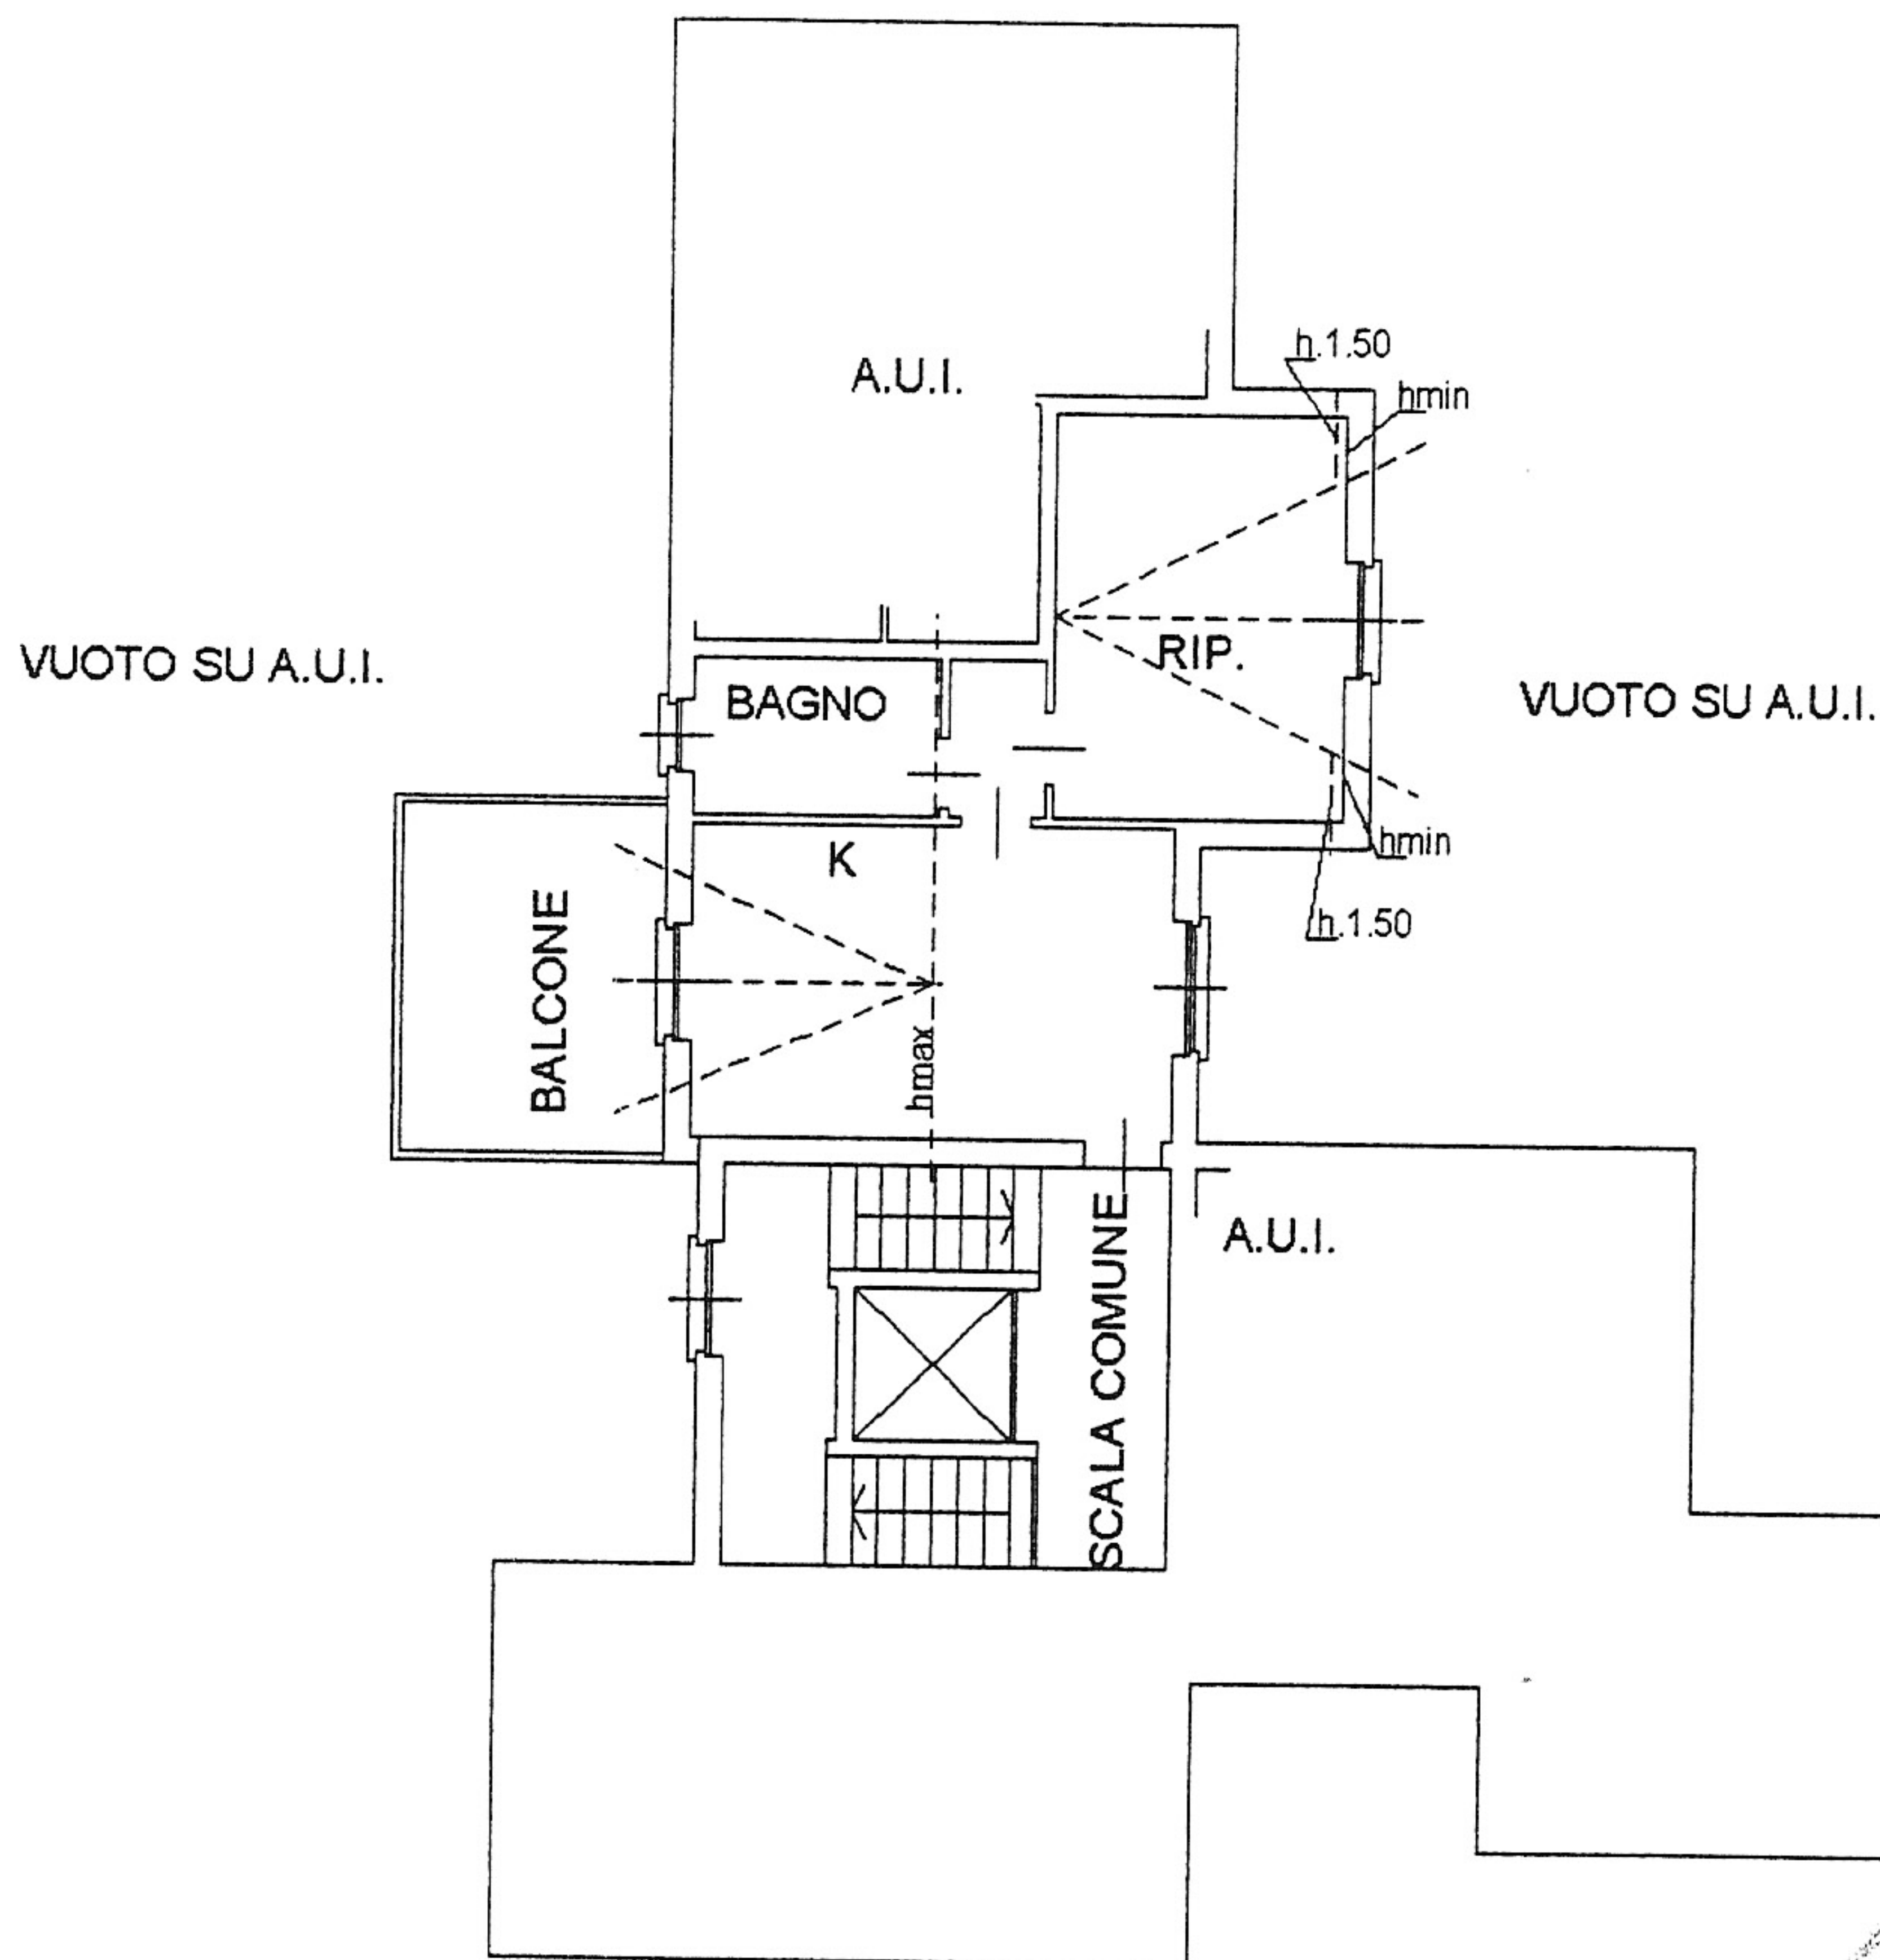 h.1.50
A.U.I.
hmin
VUOTO SU A.U.I.
RIP.
BAGNO
VUOTO SU A.U.I.
hmin
K
h.1.50
BALCONE
hmax
A.U.I.
SCALA COMUNE